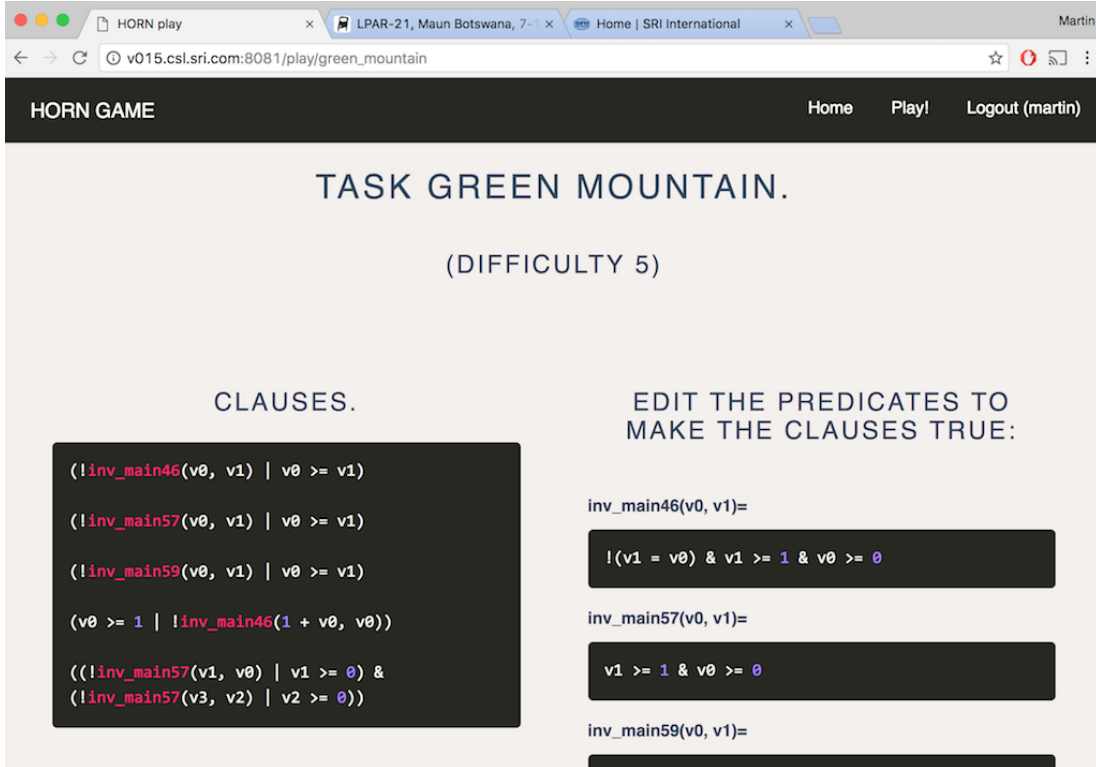 HORN play
LPAR-21, Maun Botswana, 7-1
Home | SRI International
Martin
v015.csl.sri.com:8081/play/green_mountain
HORN GAME
Home
Play!
Logout (martin)
TASK GREEN MOUNTAIN.
(DIFFICULTY 5)
CLAUSES.
(!inv_main46(v0, v1) | v0 >= v1)
(!inv_main57(v0, v1) | v0 >= v1)
(!inv_main59(v0, v1) | v0 >= v1)
(v0 >= 1 | !inv_main46(1 + v0, v0))
((!inv_main57(v1, v0) | v1 >= 0) &
(!inv_main57(v3, v2) | v2 >= 0))
EDIT THE PREDICATES TO
MAKE THE CLAUSES TRUE:
inv_main46(v0, v1)=
!(v1 = v0) & v1 >= 1 & v0 >= 0
inv_main57(v0, v1)=
v1 >= 1 & v0 >= 0
inv_main59(v0, v1)=